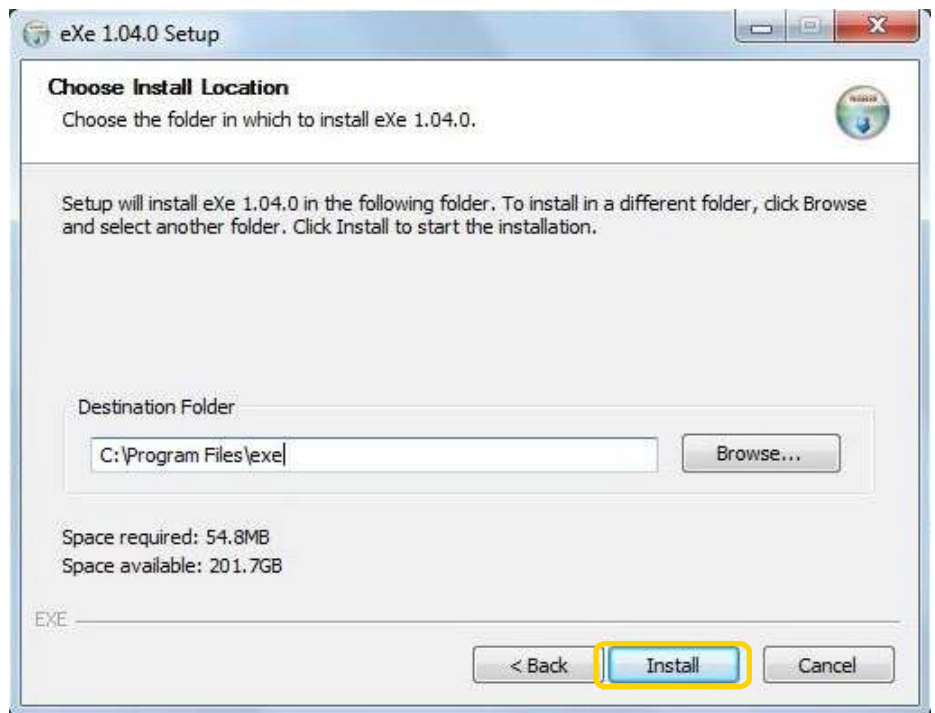 eXe 1.04.0 Setup
Choose Install Location
Choose the folder in which to install eXe 1.04.0.
Setup will install eXe 1.04.0 in the following folder. To install in a different folder, click Browse
and select another folder. Click Install to start the installation.
Destination Folder
C:\Program Files\exe
Browse...
Space required: 54.8MB
Space available: 201.7GB
EXE
< Back
Install
Cancel